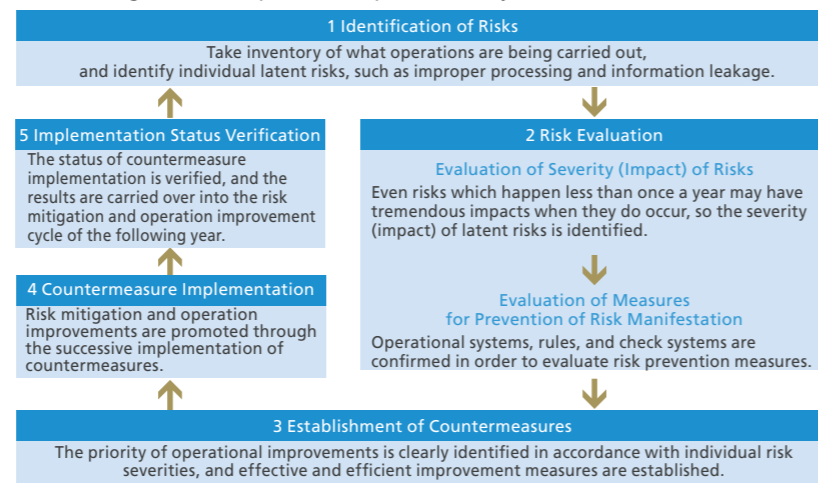 1 Identification of Risks
Take inventory of what operations are being carried out,
and identify individual latent risks, such as improper processing and information leakage.
2 Risk Evaluation
Evaluation of Severity (Impact) of Risks
Even risks which happen less than once a year may have
tremendous impacts when they do occur, so the severity
(impact) of latent risks is identified.
Evaluation of Measures
for Prevention of Risk Manifestation
Operational systems, rules, and check systems are
confirmed in order to evaluate risk prevention measures.
3 Establishment of Countermeasures
The priority of operational improvements is clearly identified in accordance with individual risk
severities, and effective and efficient improvement measures are established.
4 Countermeasure Implementation
Risk mitigation and operation
improvements are promoted through
the successive implementation of
countermeasures.
5 Implementation Status Verification
The status of countermeasure
implementation is verified, and the
results are carried over into the risk
mitigation and operation improvement
cycle of the following year.